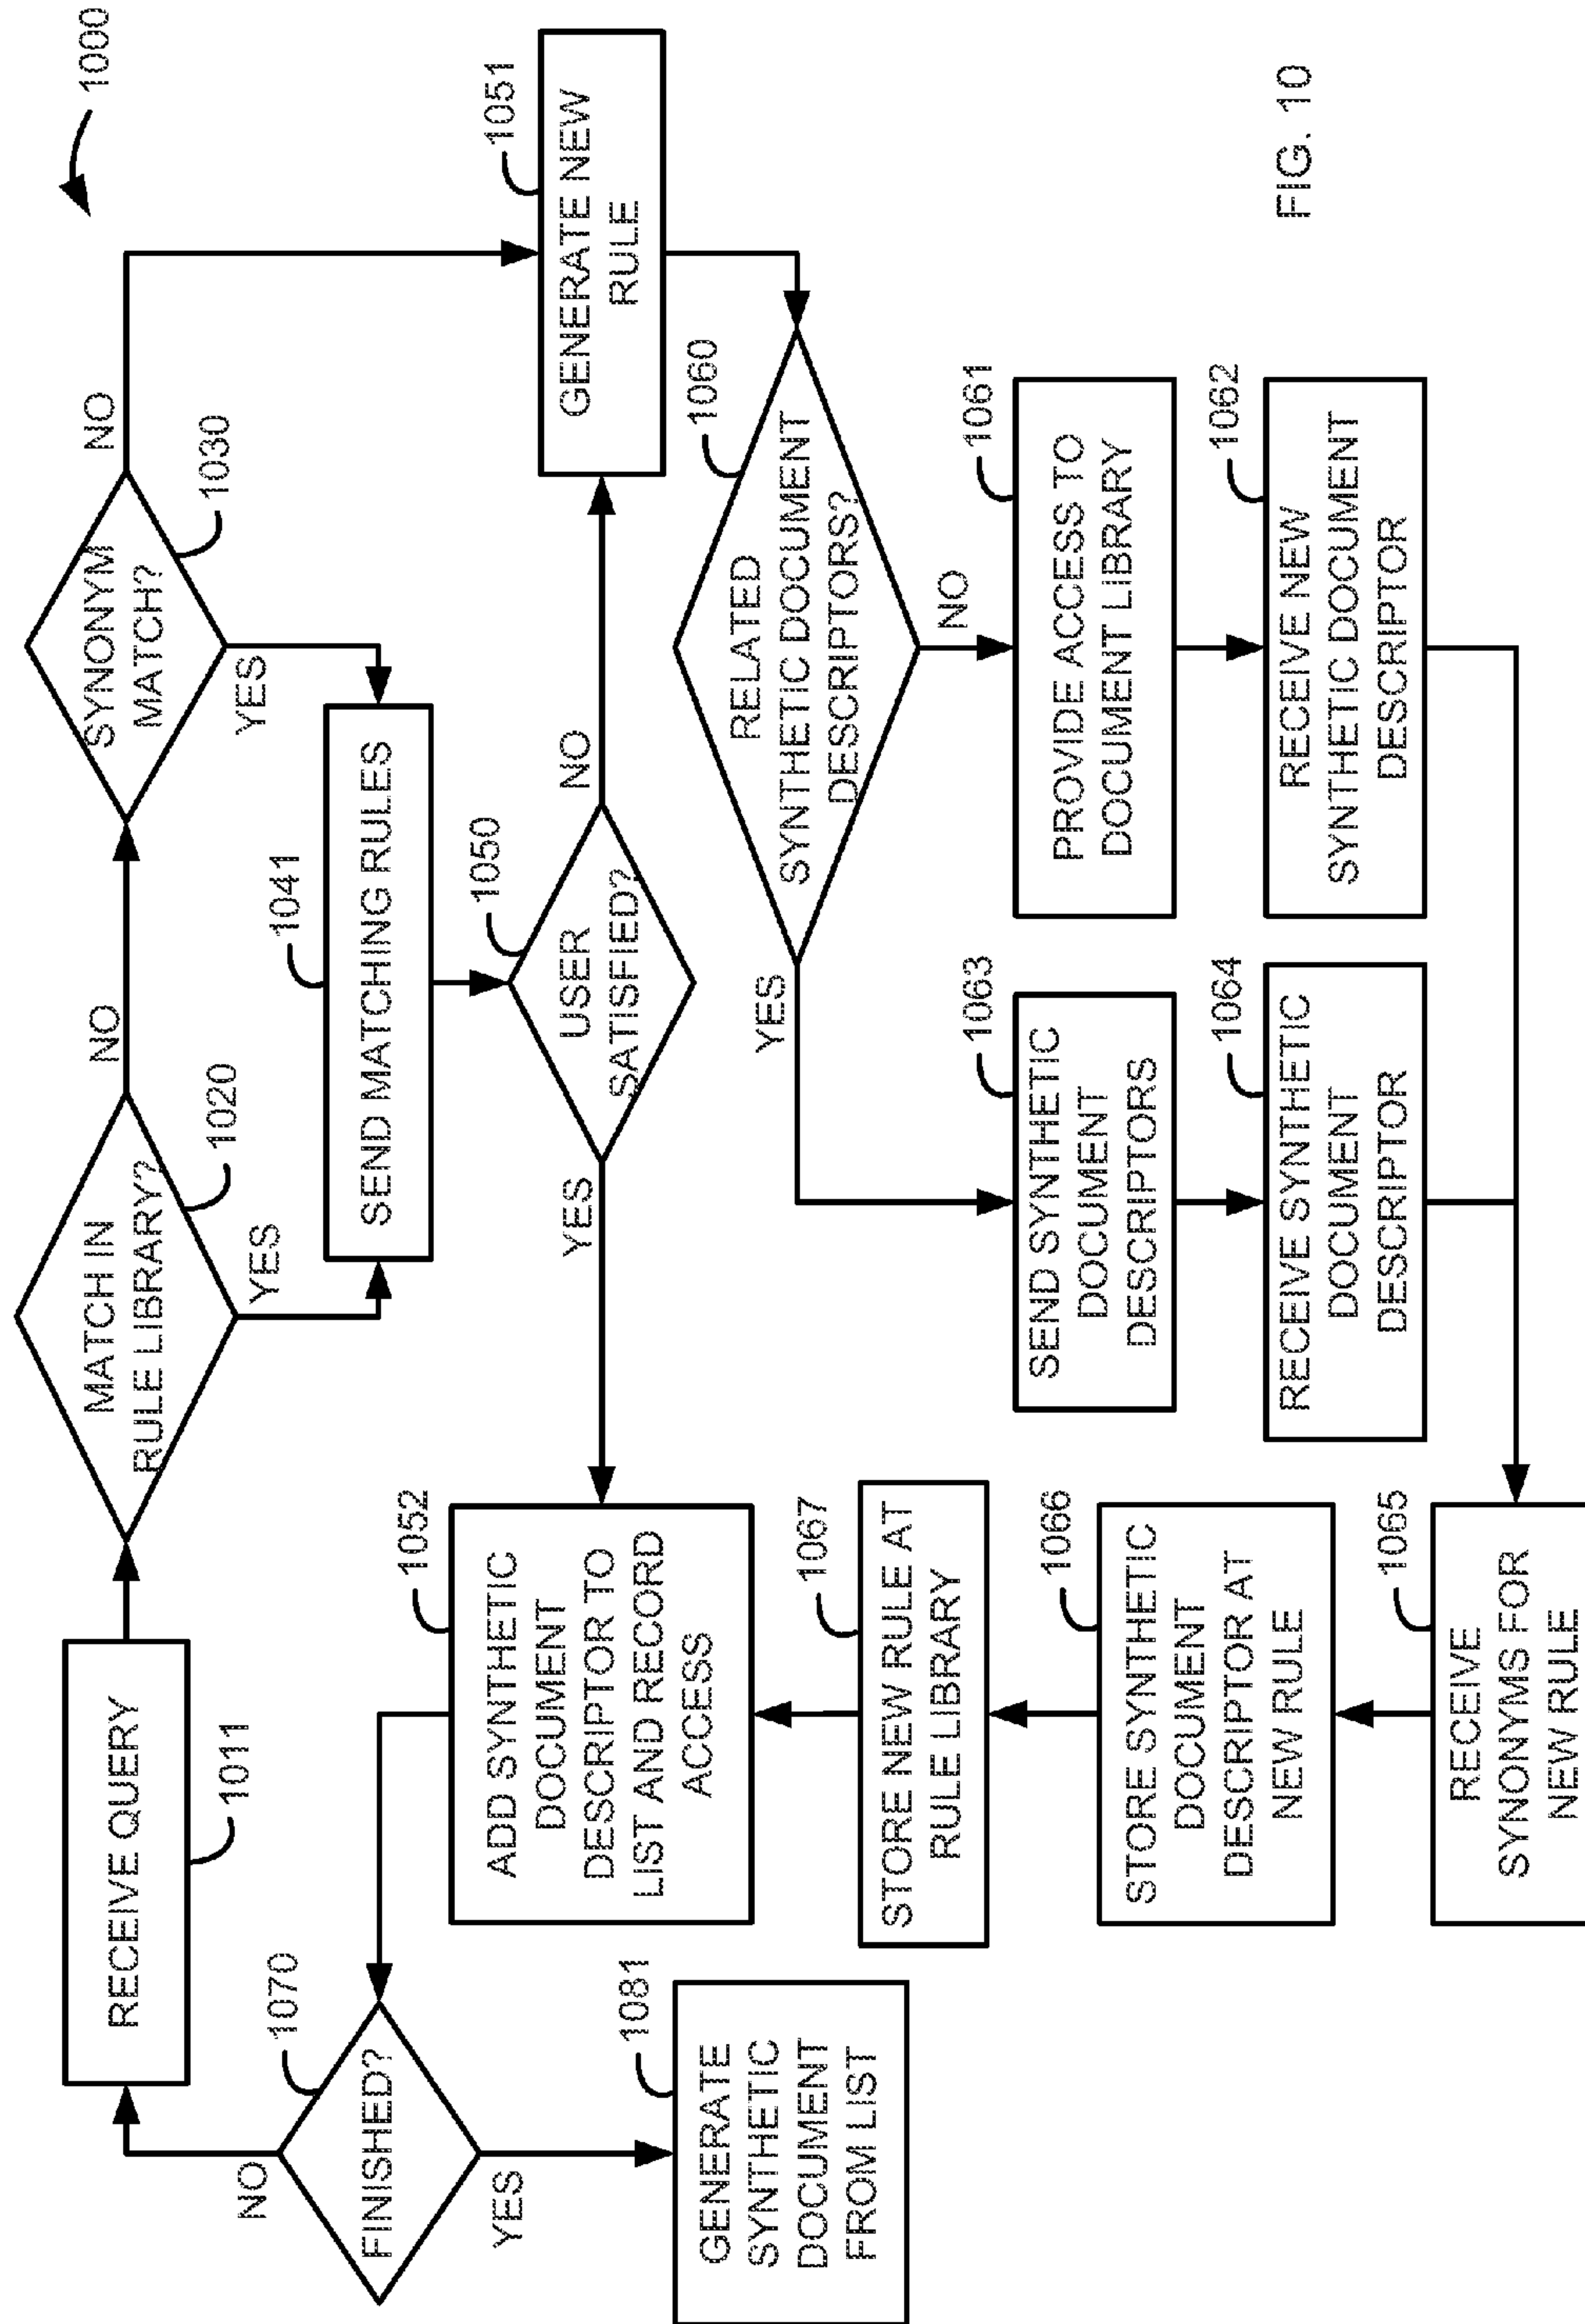 1000
RECEIVE QUERY
1011
MATCH IN
RULE LIBRARY?
1020
NO
YES
SYNONYM
MATCH?
1030
NO
YES
1041
SEND MATCHING RULES
1050
USER
SATISFIED?
NO
YES
1051
GENERATE NEW
RULE
1052
ADD SYNTHETIC
DOCUMENT
DESCRIPTOR TO
LIST AND RECORD
ACCESS
1070
FINISHED?
NO
YES
1081
GENERATE
SYNTHETIC
DOCUMENT
FROM LIST
1060
RELATED
SYNTHETIC DOCUMENT
DESCRIPTORS?
YES
NO
1061
PROVIDE ACCESS TO
DOCUMENT LIBRARY
1062
RECEIVE NEW
SYNTHETIC DOCUMENT
DESCRIPTOR
1063
SEND SYNTHETIC
DOCUMENT
DESCRIPTORS
1064
RECEIVE SYNTHETIC
DOCUMENT
DESCRIPTOR
1065
RECEIVE
SYNONYMS FOR
NEW RULE
1066
STORE SYNTHETIC
DOCUMENT
DESCRIPTOR AT
NEW RULE
1067
STORE NEW RULE AT
RULE LIBRARY
FIG. 10